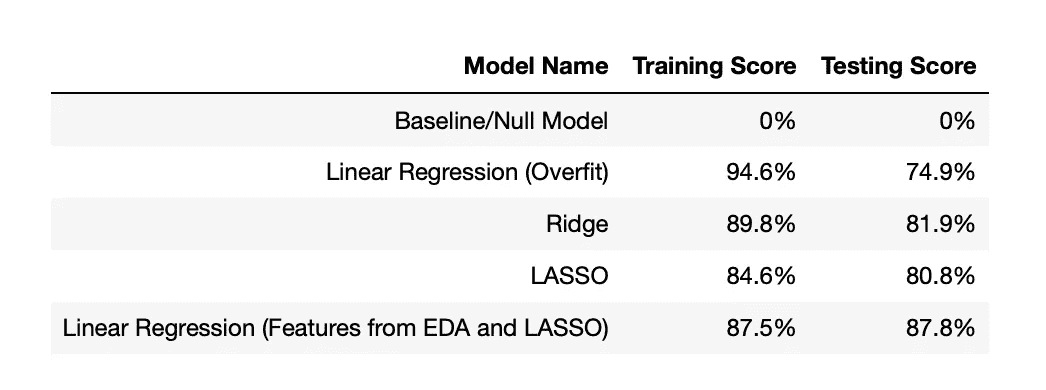 Model Name Training Score Testing Score
Baseline/Null Model 0% 0%
Linear Regression (Overfit) 94.6% 74.9%
Ridge 89.8% 81.9%
LASSO 84.6% 80.8%
Linear Regression (Features from EDA and LASSO) 87.5% 87.8%